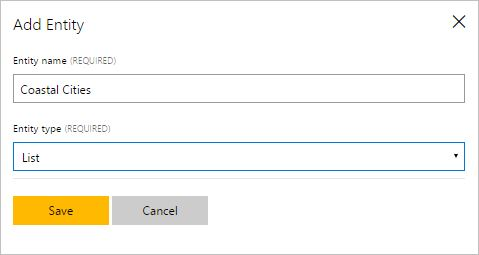 Add Entity
Entity name (REQUIRED)
Coastal Cities
Entity type (REQUIRED)
List
Save Cancel